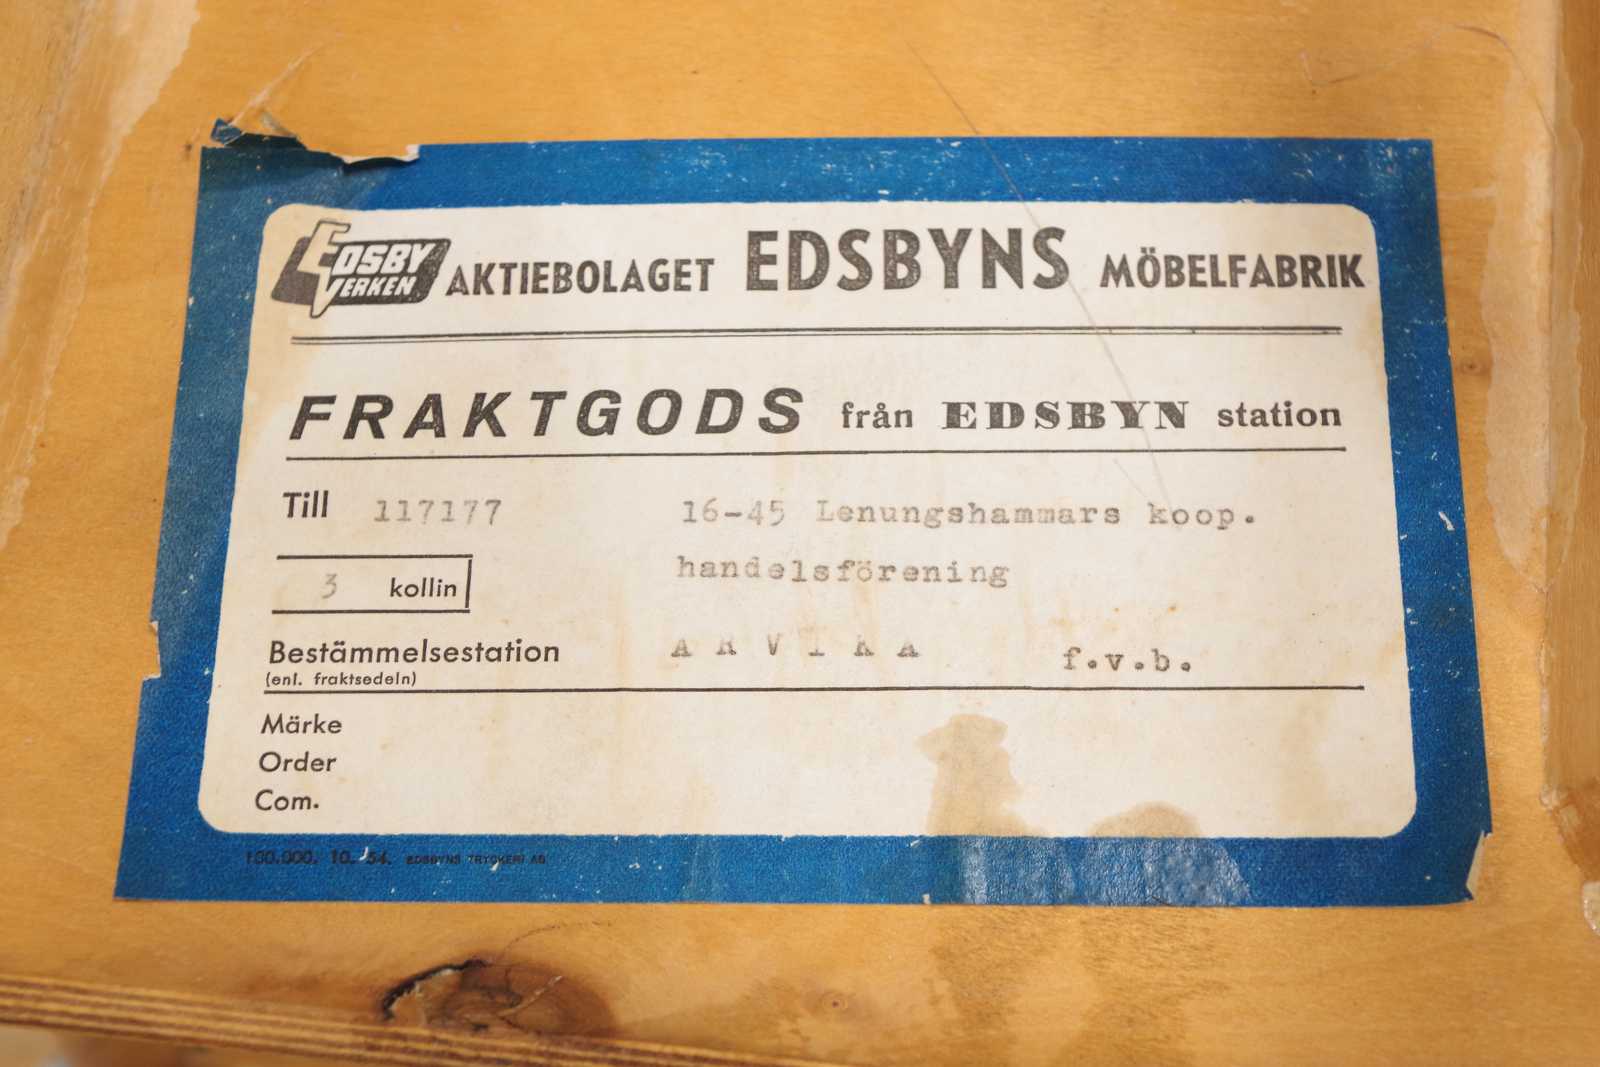 EDSBY VERKEN AKTIEBOLAGET EDSBYNS MÖBELFABRIK
FRAKTGODS från EDSBYN station
Till 117177 16-45 Lenungshammars koop.
3 kollin handelsförening
Bestämmelsestation ARVIKA f.v.b.
(enl. fraktsedeln)
Märke
Order
Com.
100.000. 10. 54. EDSBYNS TRYCKERI AB